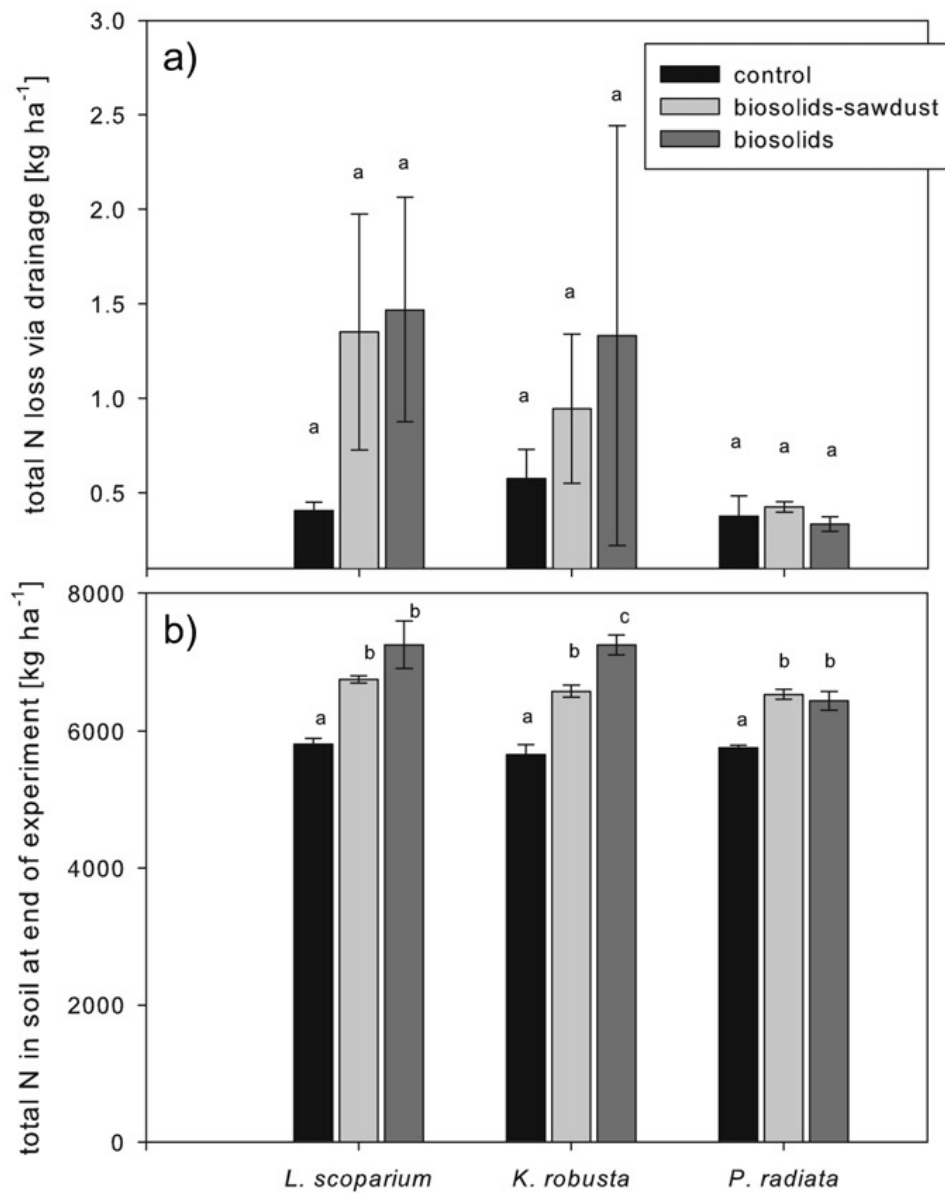 a)
control
biosolids-sawdust
biosolids
total N loss via drainage [kg ha⁻¹]
3.0
2.5
2.0
1.5
1.0
0.5
a a a a a a a a a
b)
total N in soil at end of experiment [kg ha⁻¹]
8000
6000
4000
2000
0
a b b a b c a b b
L. scoparium K. robusta P. radiata